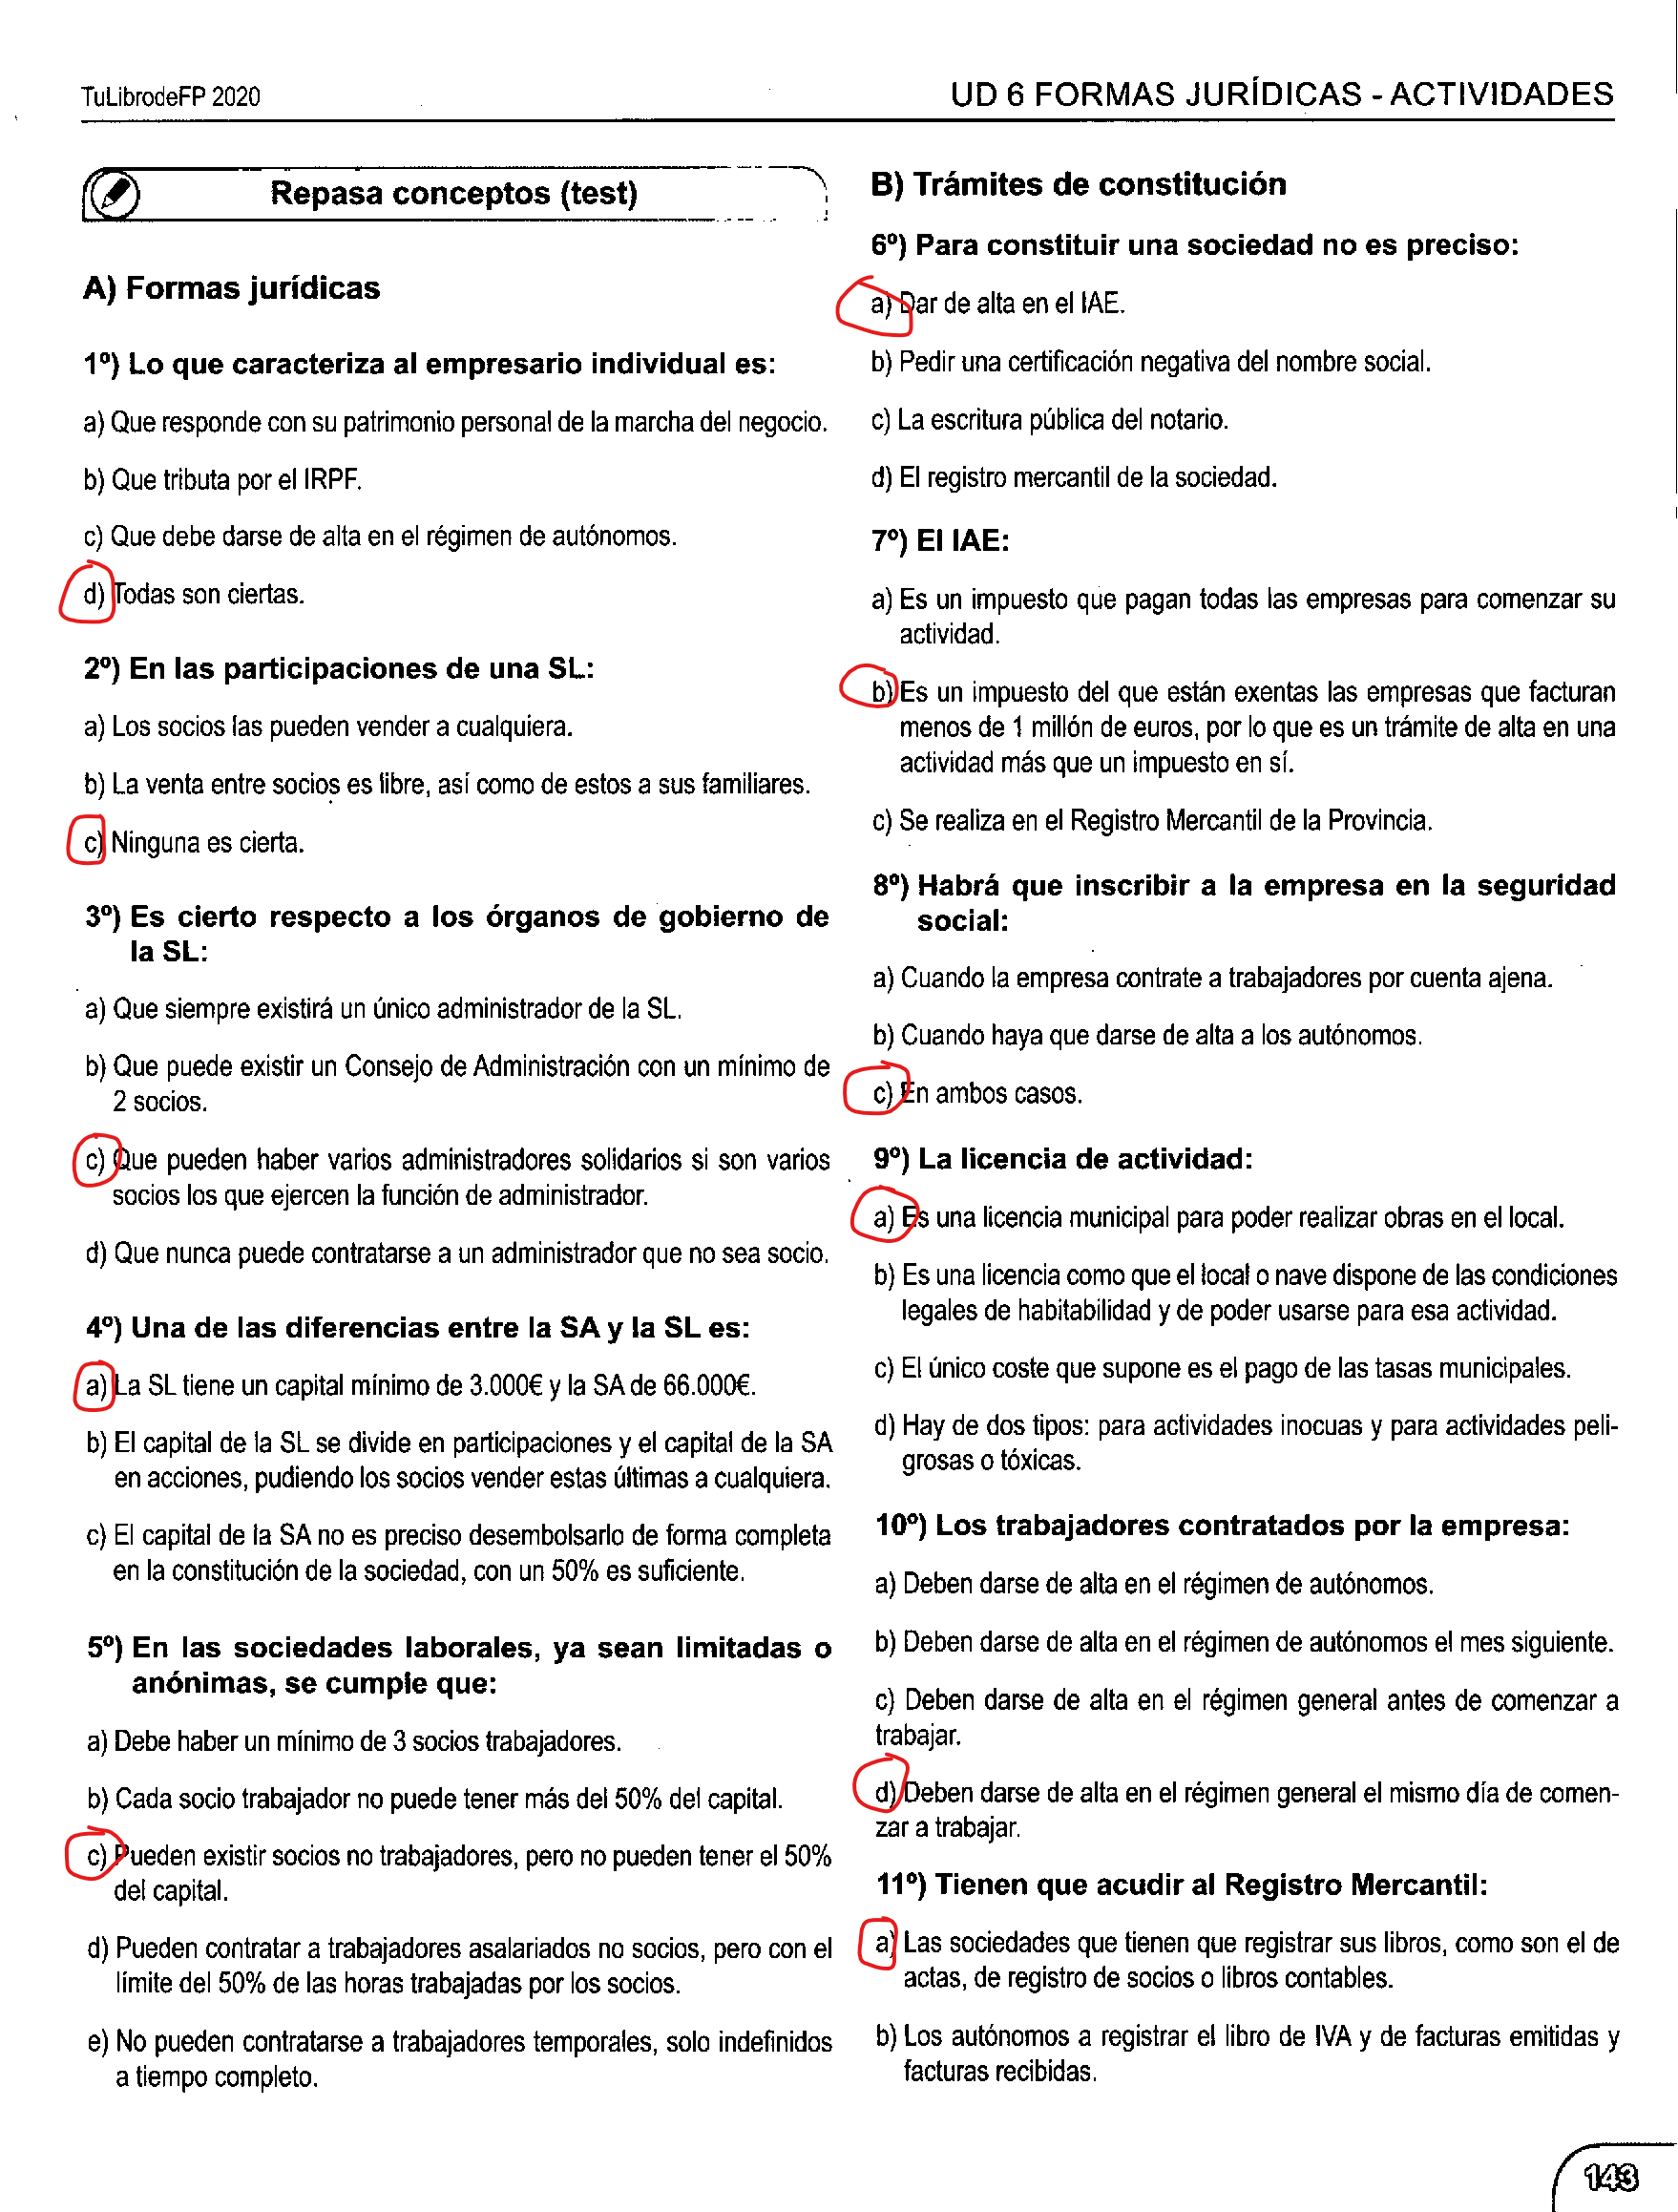 TuLibrodeFP 2020
UD 6 FORMAS JURÍDICAS - ACTIVIDADES
Repasa conceptos (test)
A) Formas jurídicas
1º) Lo que caracteriza al empresario individual es:
a) Que responde con su patrimonio personal de la marcha del negocio.
b) Que tributa por el IRPF.
c) Que debe darse de alta en el régimen de autónomos.
d) Todas son ciertas.
2º) En las participaciones de una SL:
a) Los socios las pueden vender a cualquiera.
b) La venta entre socios es libre, así como de estos a sus familiares.
c) Ninguna es cierta.
3º) Es cierto respecto a los órganos de gobierno de
la SL:
a) Que siempre existirá un único administrador de la SL.
b) Que puede existir un Consejo de Administración con un mínimo de
2 socios.
c) Que pueden haber varios administradores solidarios si son varios
socios los que ejercen la función de administrador.
d) Que nunca puede contratarse a un administrador que no sea socio.
4º) Una de las diferencias entre la SA y la SL es:
a) La SL tiene un capital mínimo de 3.000€ y la SA de 66.000€.
b) El capital de la SL se divide en participaciones y el capital de la SA
en acciones, pudiendo los socios vender estas últimas a cualquiera.
c) El capital de la SA no es preciso desembolsarlo de forma completa
en la constitución de la sociedad, con un 50% es suficiente.
5º) En las sociedades laborales, ya sean limitadas o
anónimas, se cumple que:
a) Debe haber un mínimo de 3 socios trabajadores.
b) Cada socio trabajador no puede tener más del 50% del capital.
c) Pueden existir socios no trabajadores, pero no pueden tener el 50%
del capital.
d) Pueden contratar a trabajadores asalariados no socios, pero con el
límite del 50% de las horas trabajadas por los socios.
e) No pueden contratarse a trabajadores temporales, solo indefinidos
a tiempo completo.
B) Trámites de constitución
6º) Para constituir una sociedad no es preciso:
a) Dar de alta en el IAE.
b) Pedir una certificación negativa del nombre social.
c) La escritura pública del notario.
d) El registro mercantil de la sociedad.
7º) El IAE:
a) Es un impuesto que pagan todas las empresas para comenzar su
actividad.
b) Es un impuesto del que están exentas las empresas que facturan
menos de 1 millón de euros, por lo que es un trámite de alta en una
actividad más que un impuesto en sí.
c) Se realiza en el Registro Mercantil de la Provincia.
8º) Habrá que inscribir a la empresa en la seguridad
social:
a) Cuando la empresa contrate a trabajadores por cuenta ajena.
b) Cuando haya que darse de alta a los autónomos.
c) En ambos casos.
9º) La licencia de actividad:
a) Es una licencia municipal para poder realizar obras en el local.
b) Es una licencia como que el local o nave dispone de las condiciones
legales de habitabilidad y de poder usarse para esa actividad.
c) El único coste que supone es el pago de las tasas municipales.
d) Hay de dos tipos: para actividades inocuas y para actividades peli-
grosas o tóxicas.
10º) Los trabajadores contratados por la empresa:
a) Deben darse de alta en el régimen de autónomos.
b) Deben darse de alta en el régimen de autónomos el mes siguiente.
c) Deben darse de alta en el régimen general antes de comenzar a
trabajar.
d) Deben darse de alta en el régimen general el mismo día de comen-
zar a trabajar.
11º) Tienen que acudir al Registro Mercantil:
a) Las sociedades que tienen que registrar sus libros, como son el de
actas, de registro de socios o libros contables.
b) Los autónomos a registrar el libro de IVA y de facturas emitidas y
facturas recibidas.
143